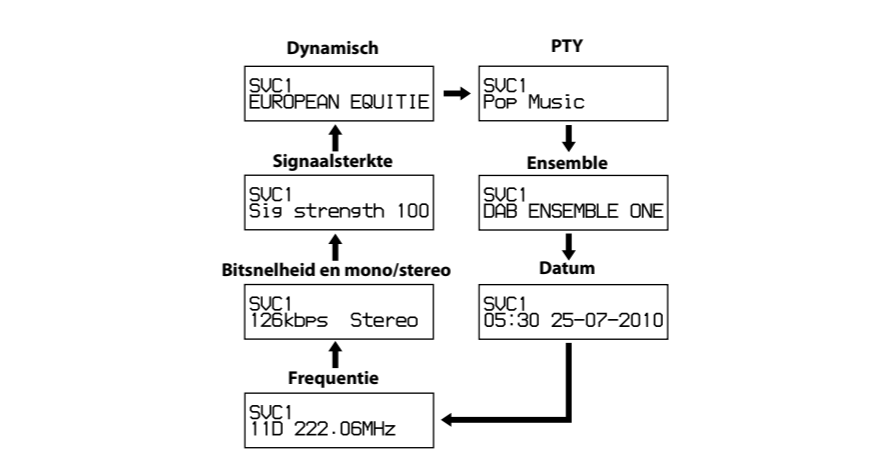 Dynamisch
SVC1
EUROPEAN EQUITIE
PTY
SVC1
Pop Music
Signaalsterkte
SVC1
Sig strength 100
Ensemble
SVC1
DAB ENSEMBLE ONE
Bitsnelheid en mono/stereo
SVC1
126kbps Stereo
Datum
SVC1
05:30 25-07-2010
Frequentie
SVC1
11D 222.06MHz